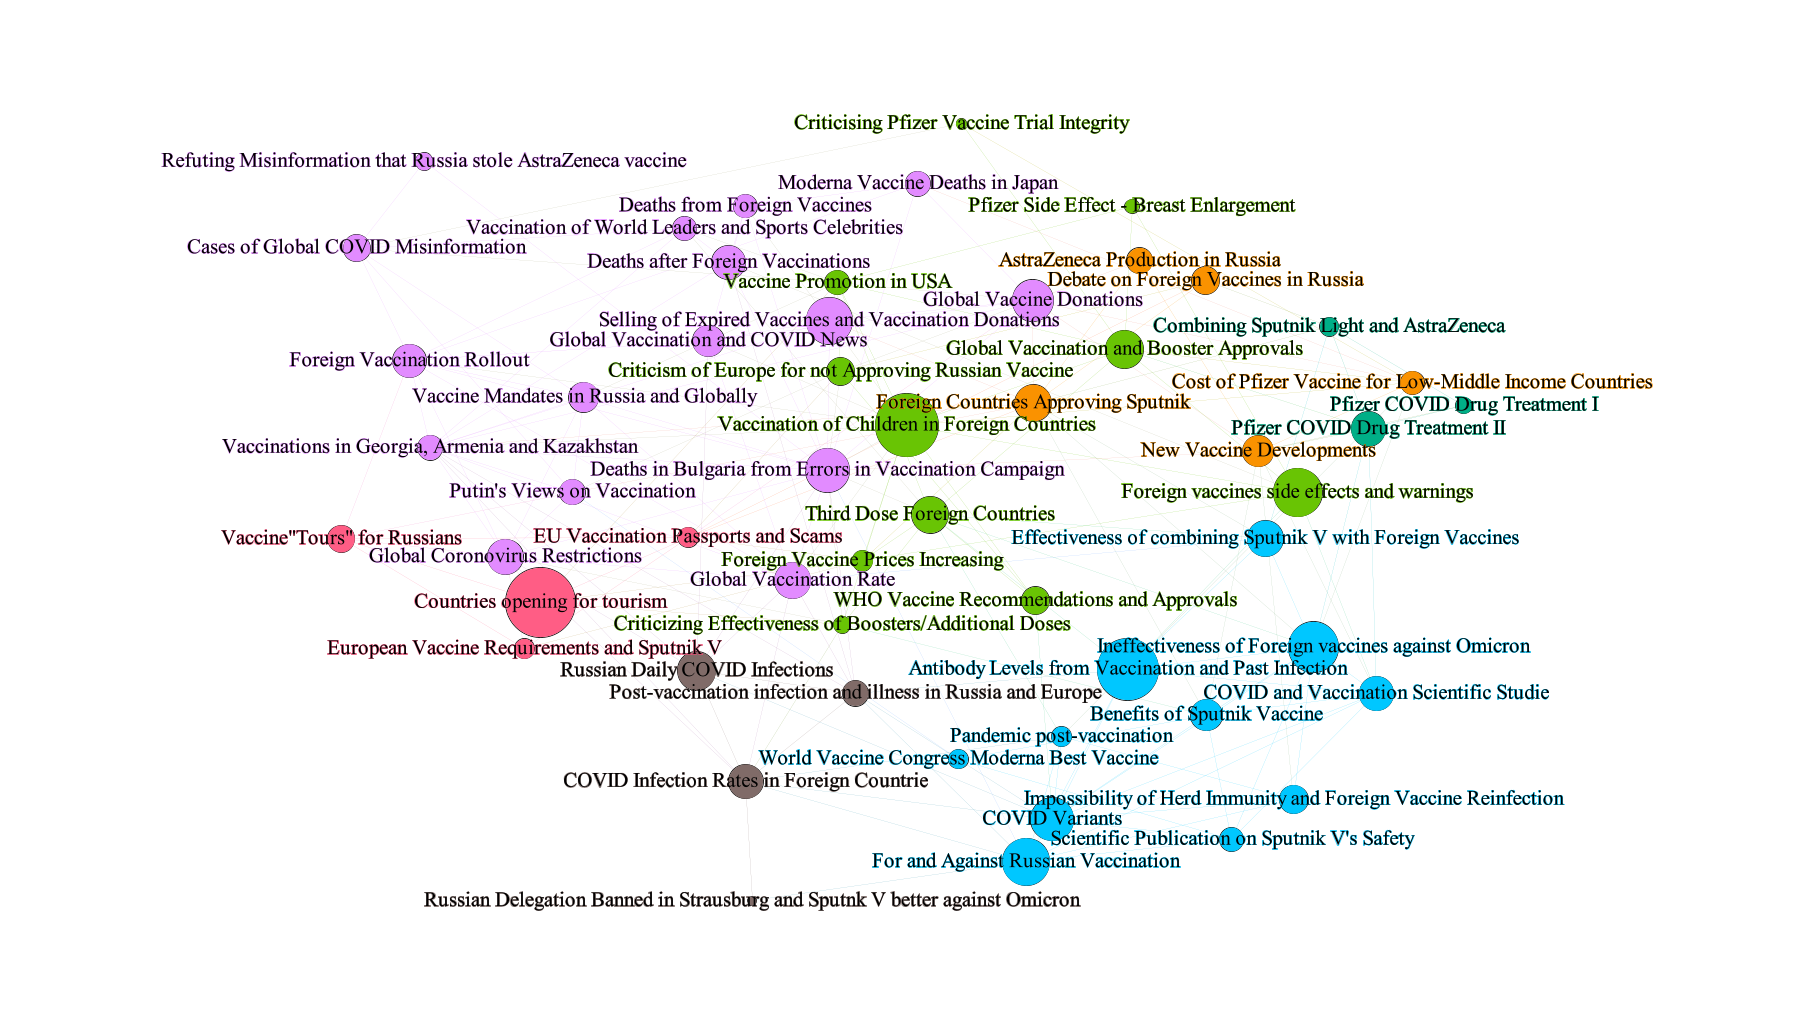 Criticising Pfizer Vaccine Trial Integrity
Refuting Misinformation that Russia stole AstraZeneca vaccine
Moderna Vaccine Deaths in Japan
Deaths from Foreign Vaccines
Pfizer Side Effect - Breast Enlargement
Vaccination of World Leaders and Sports Celebrities
Cases of Global COVID Misinformation
Deaths after Foreign Vaccinations
AstraZeneca Production in Russia
Vaccine Promotion in USA
Debate on Foreign Vaccines in Russia
Global Vaccine Donations
Selling of Expired Vaccines and Vaccination Donations
Combining Sputnik Light and AstraZeneca
Global Vaccination and COVID News
Global Vaccination and Booster Approvals
Foreign Vaccination Rollout
Criticism of Europe for not Approving Russian Vaccine
Cost of Pfizer Vaccine for Low-Middle Income Countries
Vaccine Mandates in Russia and Globally
Foreign Countries Approving Sputnik
Pfizer COVID Drug Treatment I
Vaccination of Children in Foreign Countries
Pfizer COVID Drug Treatment II
Vaccinations in Georgia, Armenia and Kazakhstan
New Vaccine Developments
Deaths in Bulgaria from Errors in Vaccination Campaign
Putin's Views on Vaccination
Foreign vaccines side effects and warnings
Third Dose Foreign Countries
Vaccine"Tours" for Russians
EU Vaccination Passports and Scams
Effectiveness of combining Sputnik V with Foreign Vaccines
Global Coronovirus Restrictions
Foreign Vaccine Prices Increasing
Global Vaccination Rate
Countries opening for tourism
WHO Vaccine Recommendations and Approvals
Criticizing Effectiveness of Boosters/Additional Doses
European Vaccine Requirements and Sputnik V
Ineffectiveness of Foreign vaccines against Omicron
Russian Daily COVID Infections
Antibody Levels from Vaccination and Past Infection
Post-vaccination infection and illness in Russia and Europe
COVID and Vaccination Scientific Studie
Benefits of Sputnik Vaccine
Pandemic post-vaccination
World Vaccine Congress Moderna Best Vaccine
COVID Infection Rates in Foreign Countrie
Impossibility of Herd Immunity and Foreign Vaccine Reinfection
COVID Variants
Scientific Publication on Sputnik V's Safety
For and Against Russian Vaccination
Russian Delegation Banned in Strausburg and Sputnk V better against Omicron